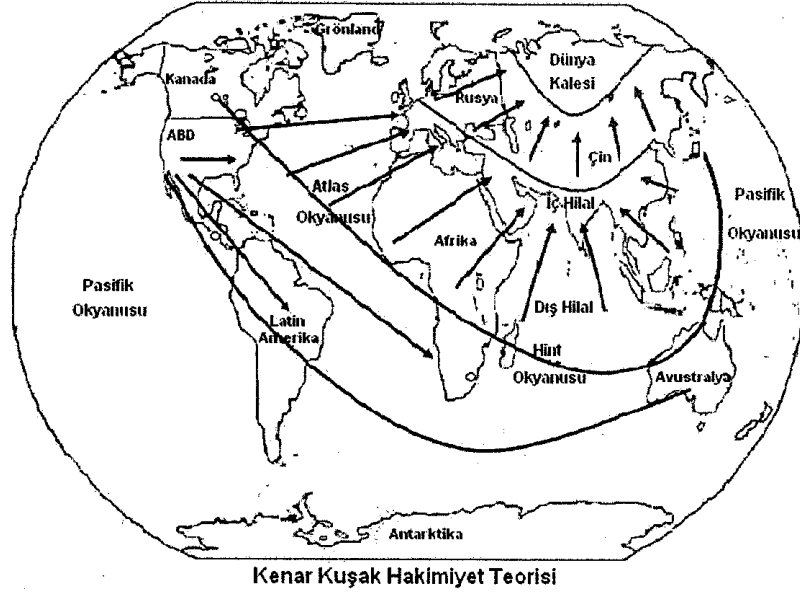 Grönland
Dünya
Kalesi
Kanada
Rusya
ABD
Çin
Atlas
Okyanusu
İç Hilal
Pasifik
Okyanusu
Afrika
Pasifik
Okyanusu
Dış Hilal
Latin
Amerika
Hint
Okyanusu
Avustralya
Antarktika
Kenar Kuşak Hakimiyet Teorisi